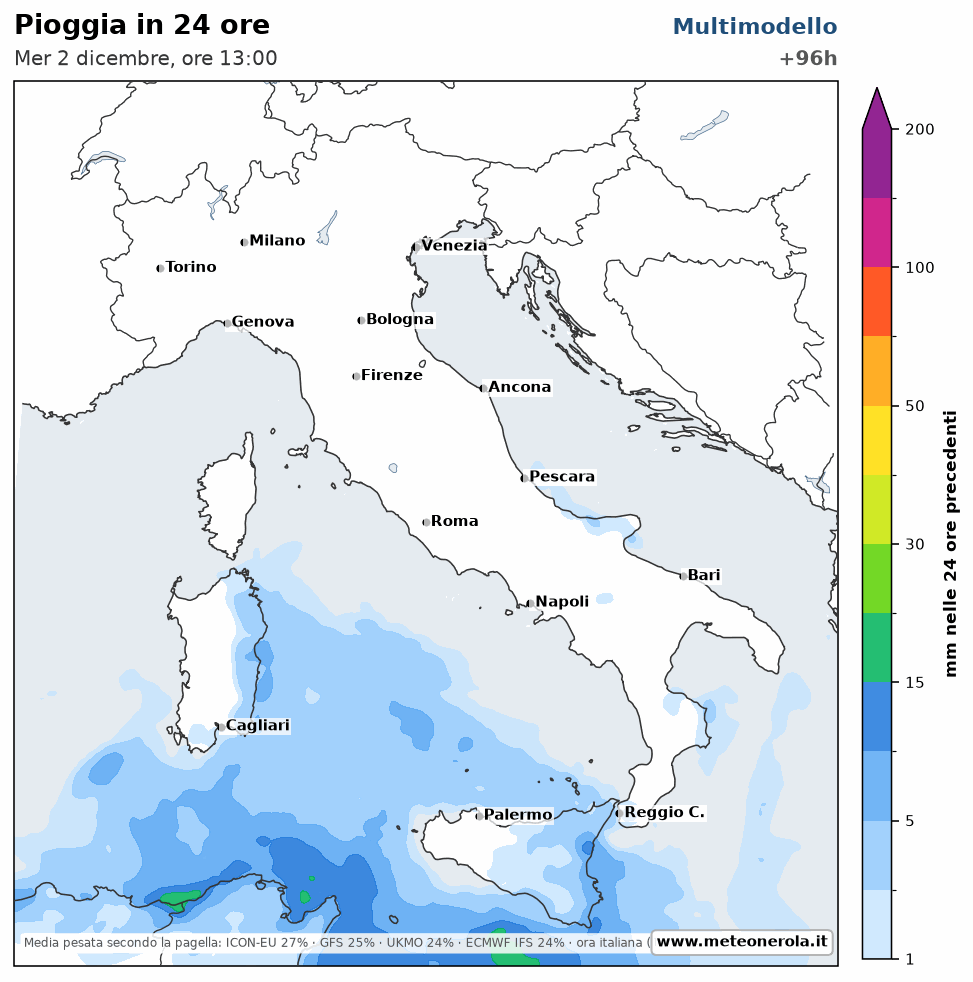 Pioggia in 24 ore
Multimodello
Mer 2 dicembre, ore 13:00
+96h
200
Milano
Venezia
Torino
100
Genova
Bologna
Firenze
Ancona
50
Pescara
Roma
30
Bari
Napoli
15
Cagliari
Palermo
Reggio C.
5
mm nelle 24 ore precedenti
Media pesata secondo la pagella: ICON-EU 27% · GFS 25% · UKMO 24% · ECMWF IFS 24% · ora italiana (
www.meteonerola.it
1